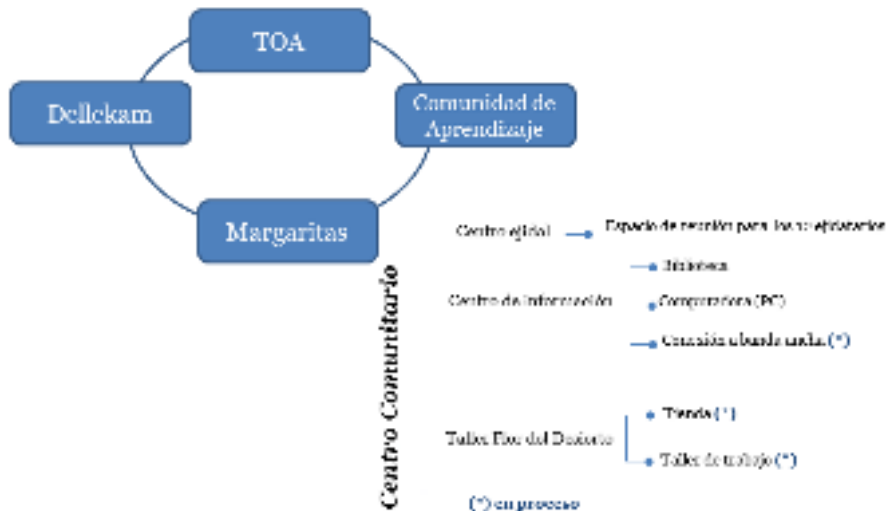 TOA
Dellekam
Comunidad de
Aprendizaje
Margaritas
Centro Comunitario
Centro ejidal
Espacio de reunión para los ejidatarios
Biblioteca
Centro de información
Computadora (PC)
Conexión a banda ancha (*)
Tienda (*)
Taller Flor del Desierto
Taller de trabajo (*)
(*) en proceso